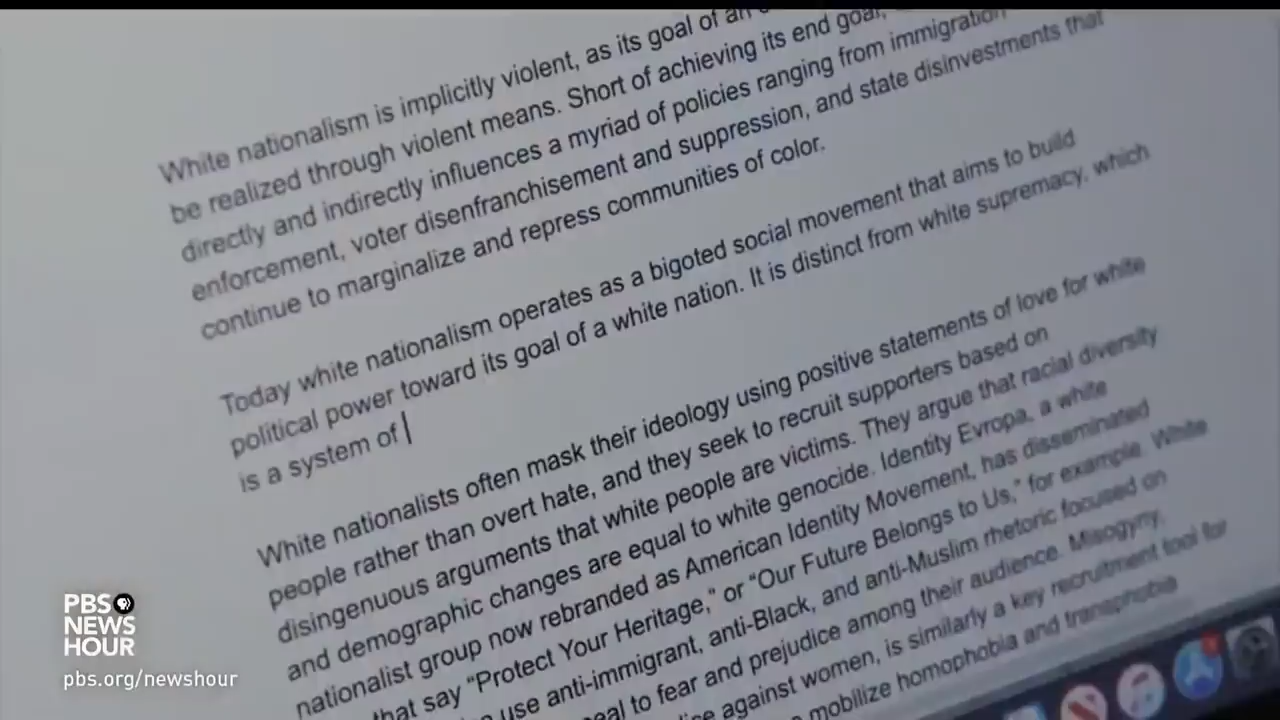 White nationalism is implicitly violent, as its goal of an
be realized through violent means. Short of achieving its end goal,
directly and indirectly influences a myriad of policies ranging from immigration
enforcement, voter disenfranchisement and suppression, and state disinvestments that
continue to marginalize and repress communities of color.
Today white nationalism operates as a bigoted social movement that aims to build
political power toward its goal of a white nation. It is distinct from white supremacy, which
is a system of
White nationalists often mask their ideology using positive statements of love for white
people rather than overt hate, and they seek to recruit supporters based on
disingenuous arguments that white people are victims. They argue that racial diversity
and demographic changes are equal to white genocide. Identity Evropa, a white
nationalist group now rebranded as American Identity Movement, has disseminated
that say “Protect Your Heritage,” or “Our Future Belongs to Us,” for example. White
use anti-immigrant, anti-Black, and anti-Muslim rhetoric focused on
to fear and prejudice among their audience. Misogyny,
against women, is similarly a key recruitment tool for
mobilize homophobia and transphobia
PBS
NEWS
HOUR
pbs.org/newshour